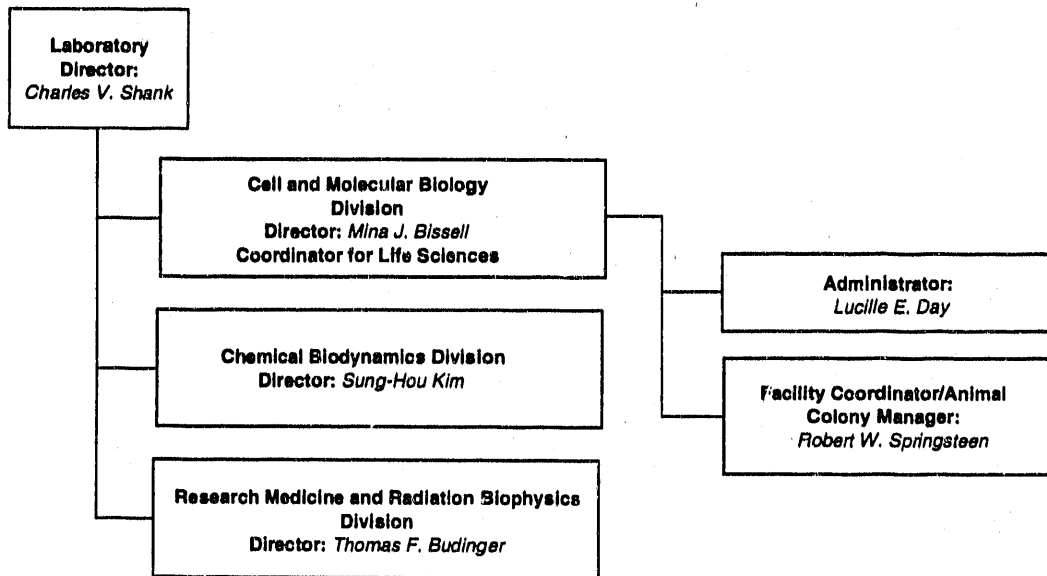 Laboratory
Director:
Charles V. Shank
Cell and Molecular Biology
Division
Director: Mina J. Bissell
Coordinator for Life Sciences
Administrator:
Lucille E. Day
Chemical Biodynamics Division
Director: Sung-Hou Kim
Facility Coordinator/Animal
Colony Manager:
Robert W. Springsteen
Research Medicine and Radiation Biophysics
Division
Director: Thomas F. Budinger